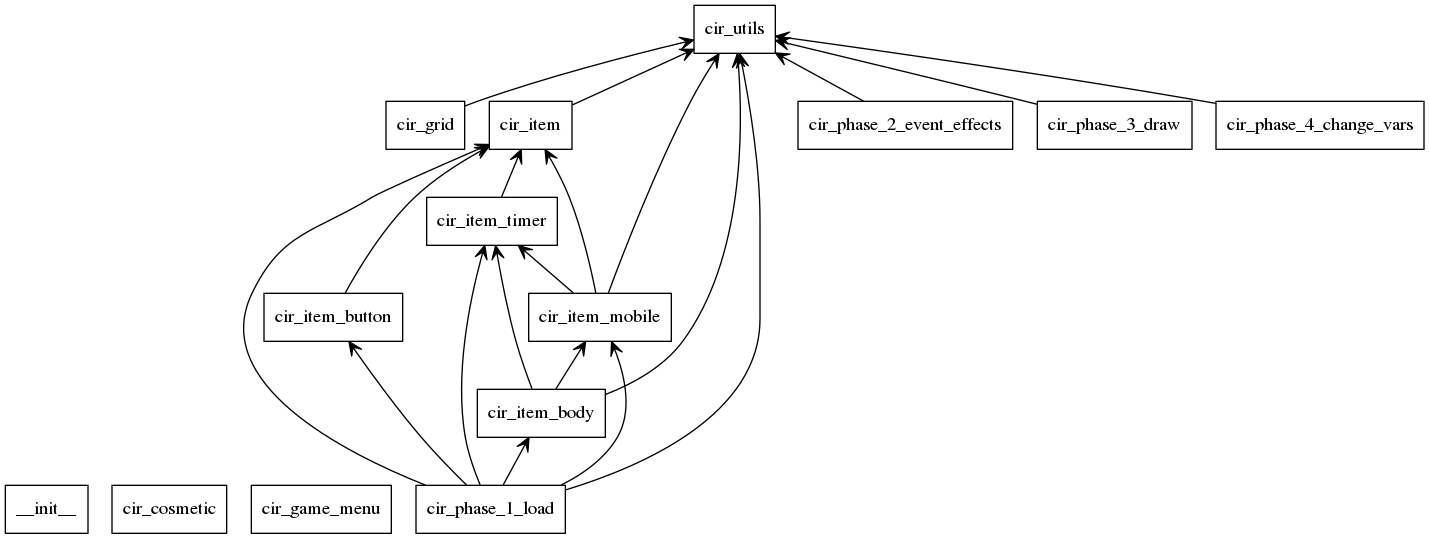 cir_utils
cir_grid
cir_item
cir_phase_2_event_effects
cir_phase_3_draw
cir_phase_4_change_vars
cir_item_timer
cir_item_button
cir_item_mobile
cir_item_body
__init__
cir_cosmetic
cir_game_menu
cir_phase_1_load